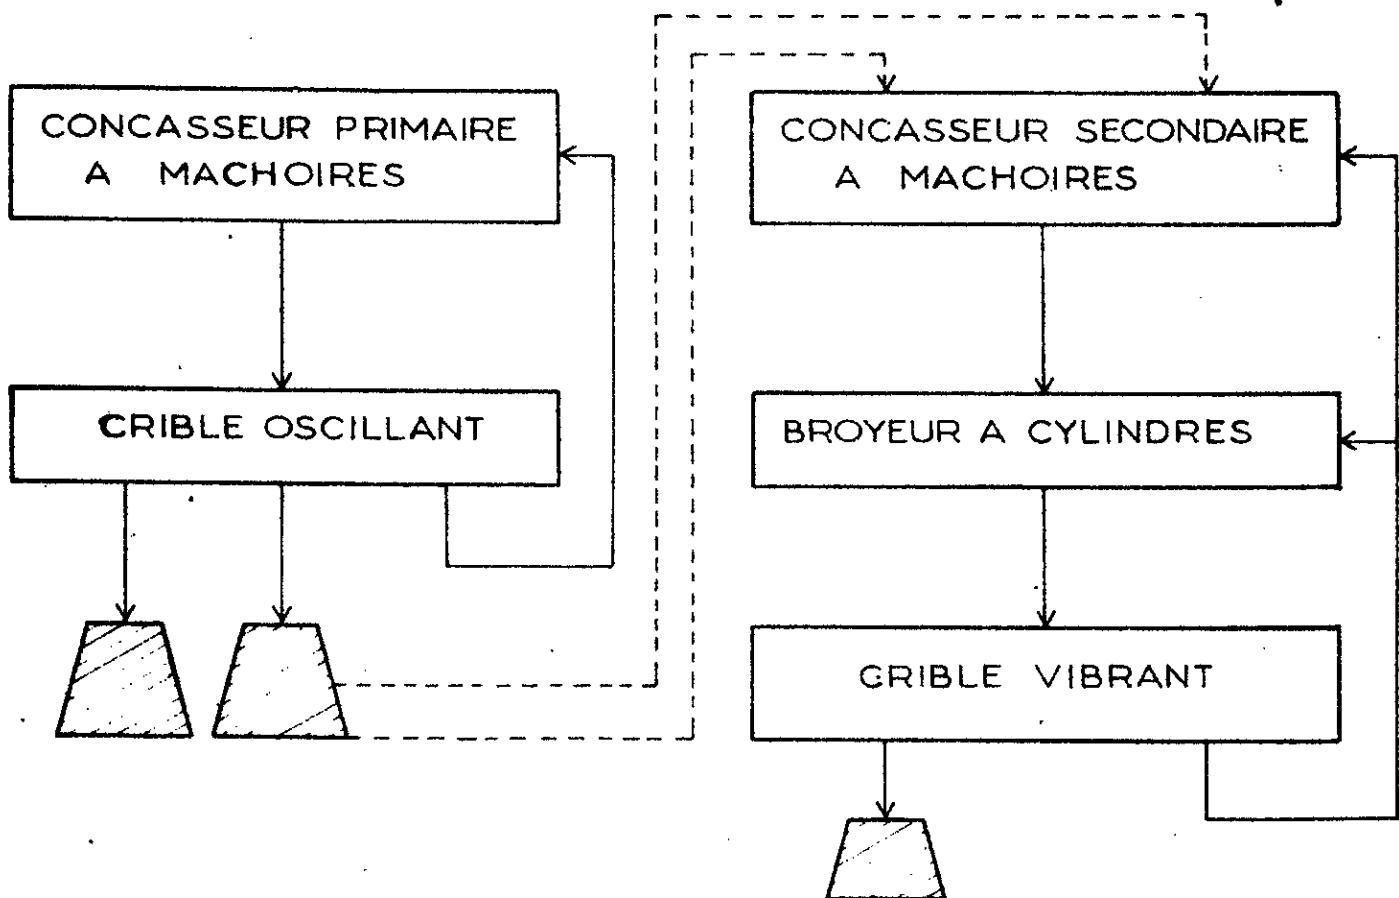 CONCASSEUR PRIMAIRE
A MACHOIRES
CRIBLE OSCILLANT
CONCASSEUR SECONDAIRE
A MACHOIRES
BROYEUR A CYLINDRES
CRIBLE VIBRANT